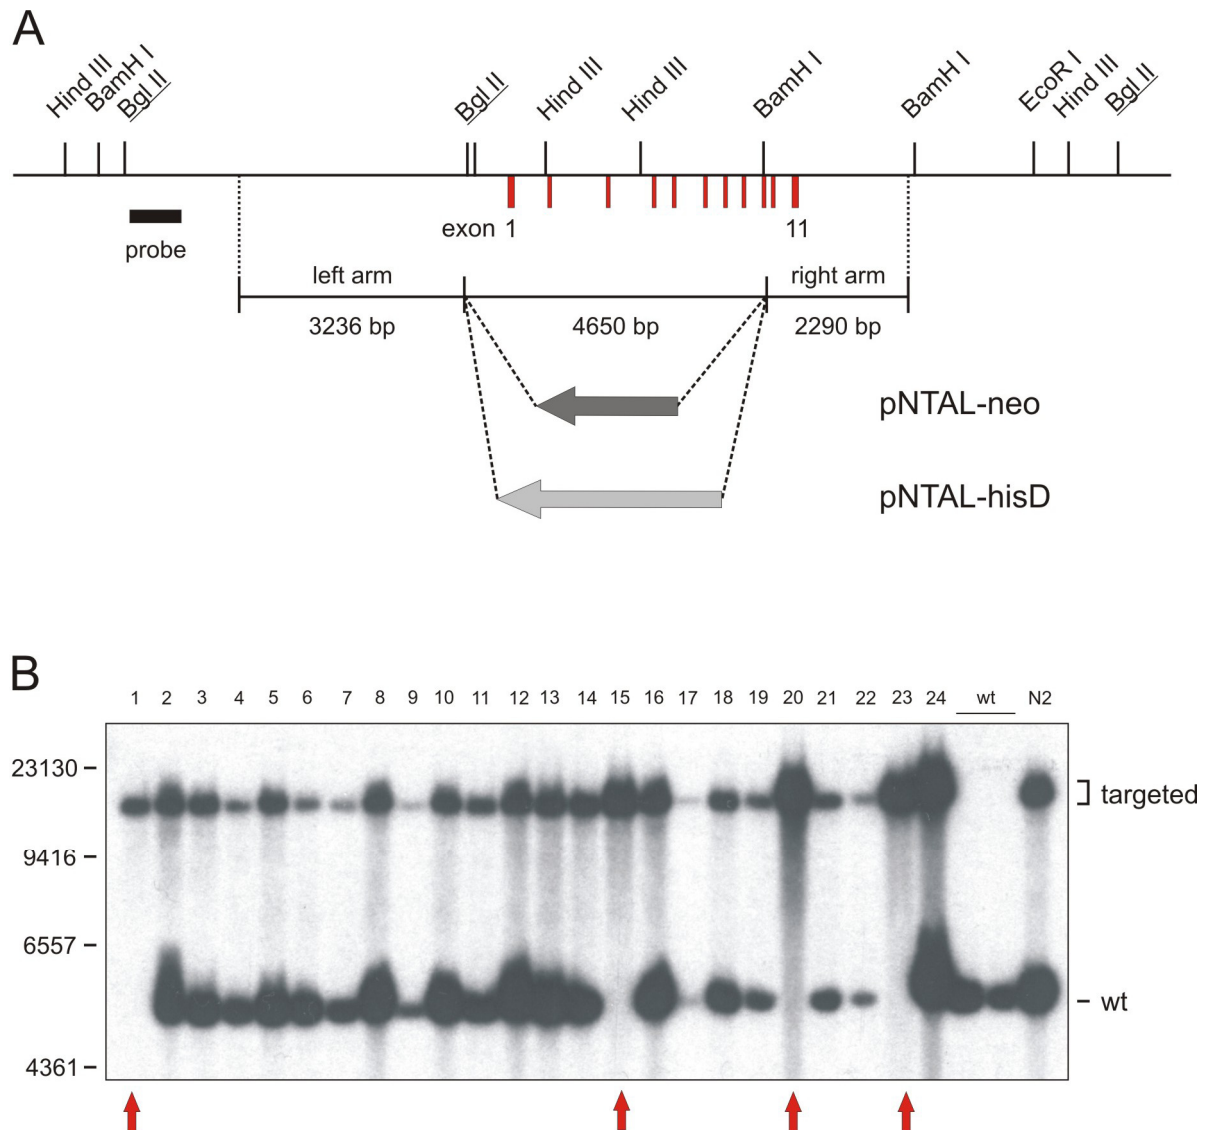 A
Hind III BamH I Bgl II Bgl II Hind III Hind III BamH I BamH I EcoR I Hind III Bgl II
probe
exon 1 11
left arm right arm
3236 bp 4650 bp 2290 bp
pNTAL-neo
pNTAL-hisD
B
1 2 3 4 5 6 7 8 9 10 11 12 13 14 15 16 17 18 19 20 21 22 23 24 wt N2
23130
targeted
9416
6557
wt
4361